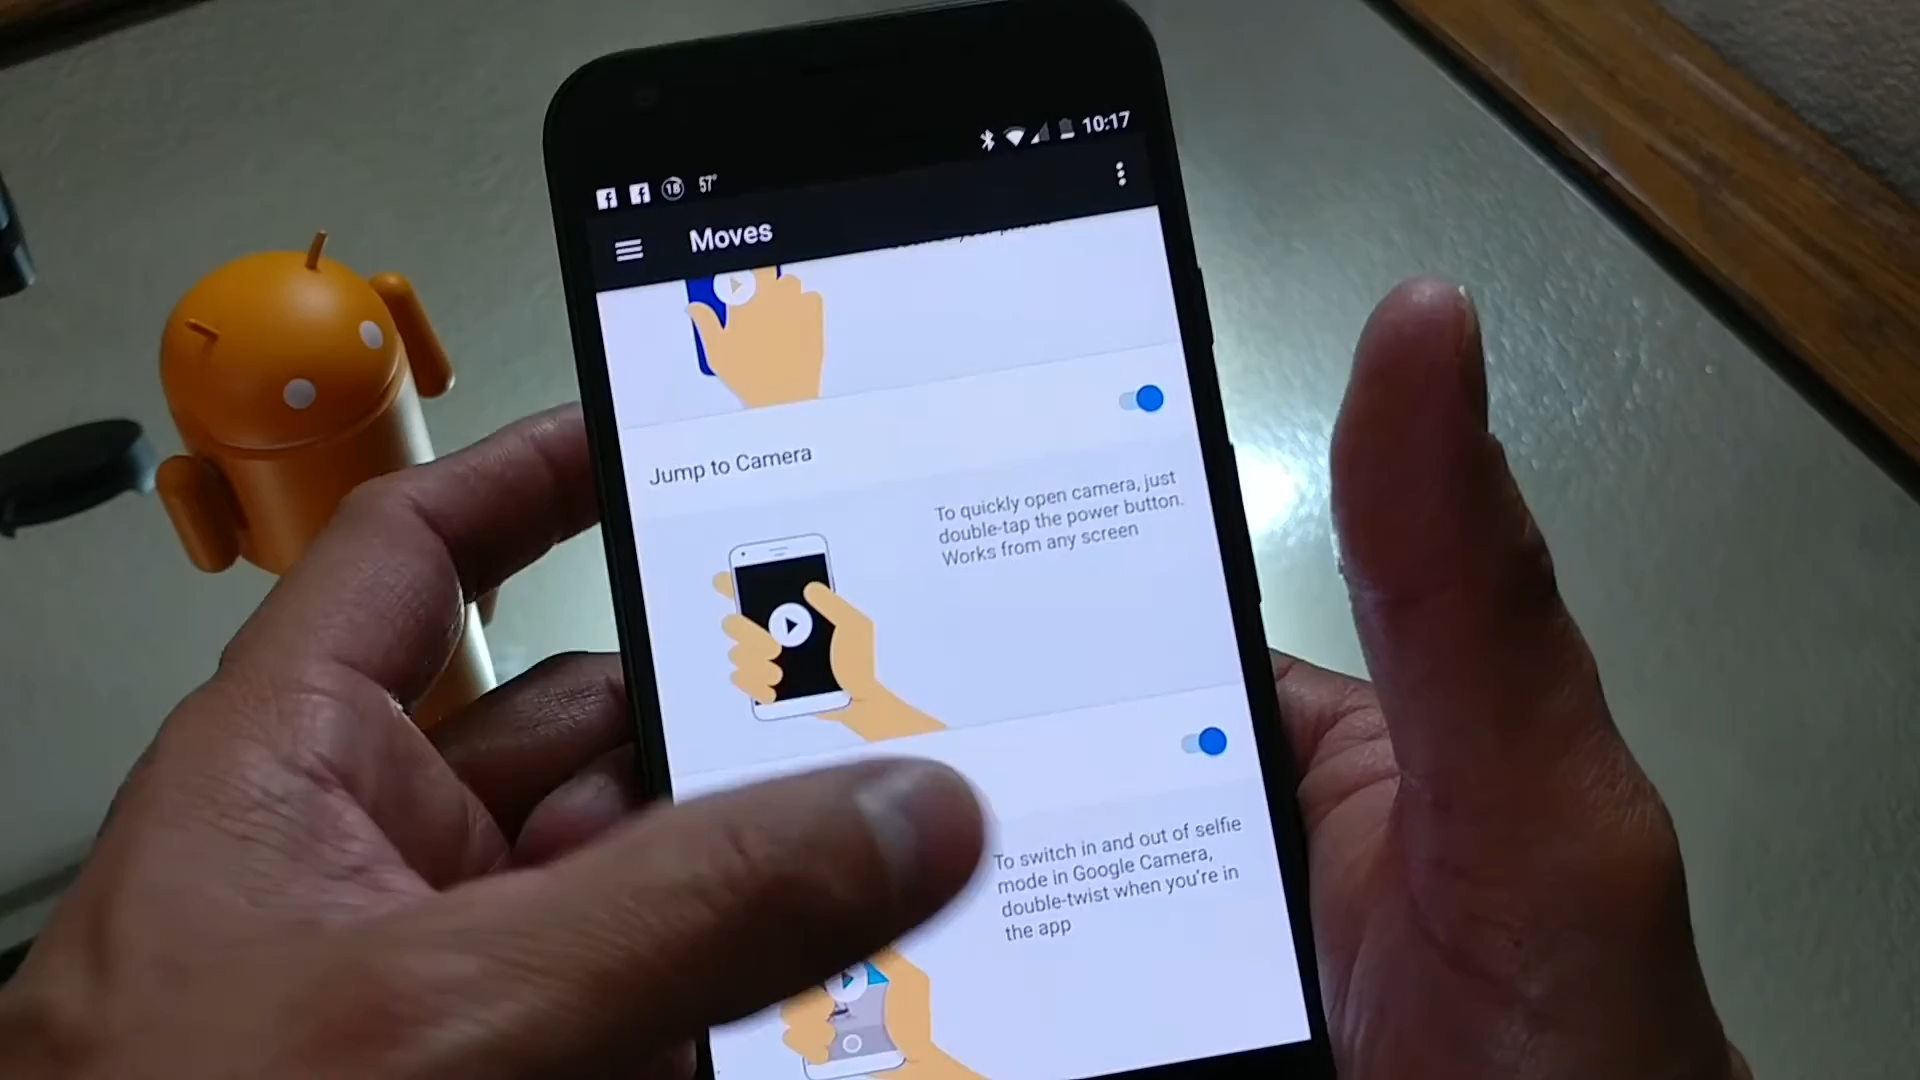 10:17
18 57°
Moves
Jump to Camera
To quickly open camera, just
double-tap the power button.
Works from any screen
To switch in and out of selfie
mode in Google Camera,
double-twist when you're in
the app